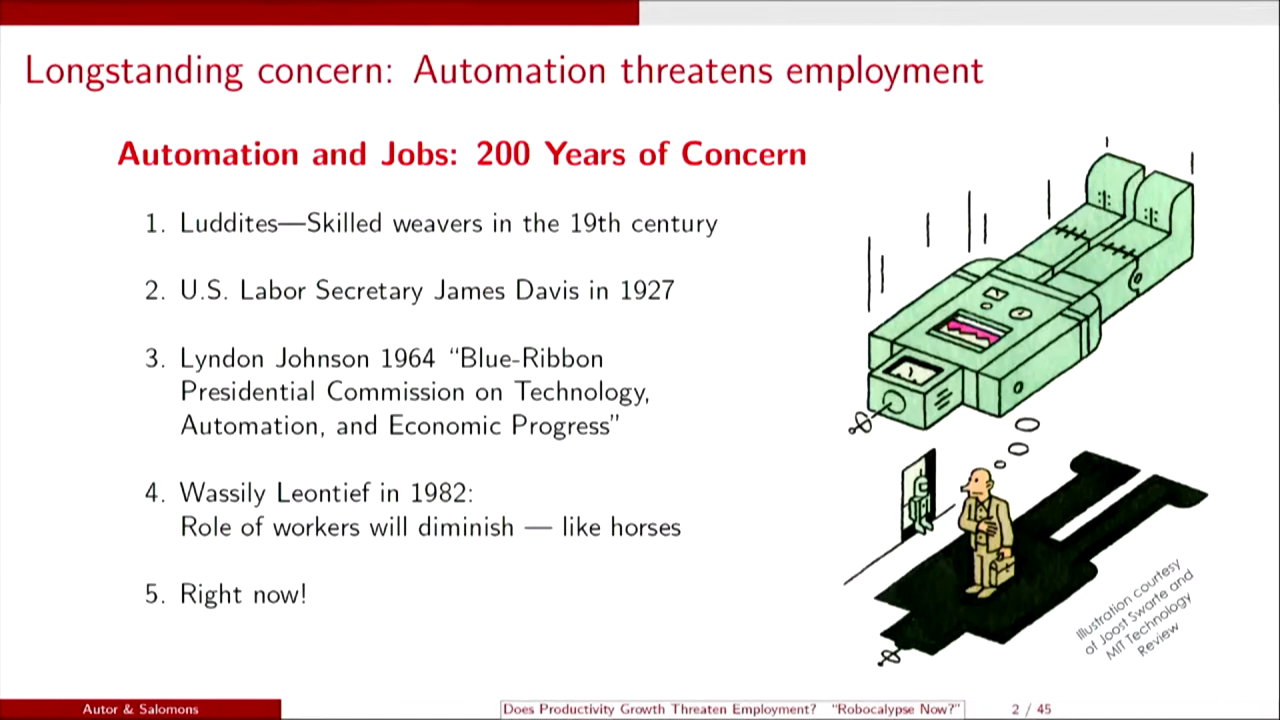 Longstanding concern: Automation threatens employment
Automation and Jobs: 200 Years of Concern
1. Luddites—Skilled weavers in the 19th century
2. U.S. Labor Secretary James Davis in 1927
3. Lyndon Johnson 1964 “Blue-Ribbon
Presidential Commission on Technology,
Automation, and Economic Progress”
4. Wassily Leontief in 1982:
Role of workers will diminish — like horses
5. Right now!
Illustration courtesy
of Joost Swarte and
MIT Technology
Review
Autor & Salomons
Does Productivity Growth Threaten Employment? “Robocalypse Now?”
2 / 45